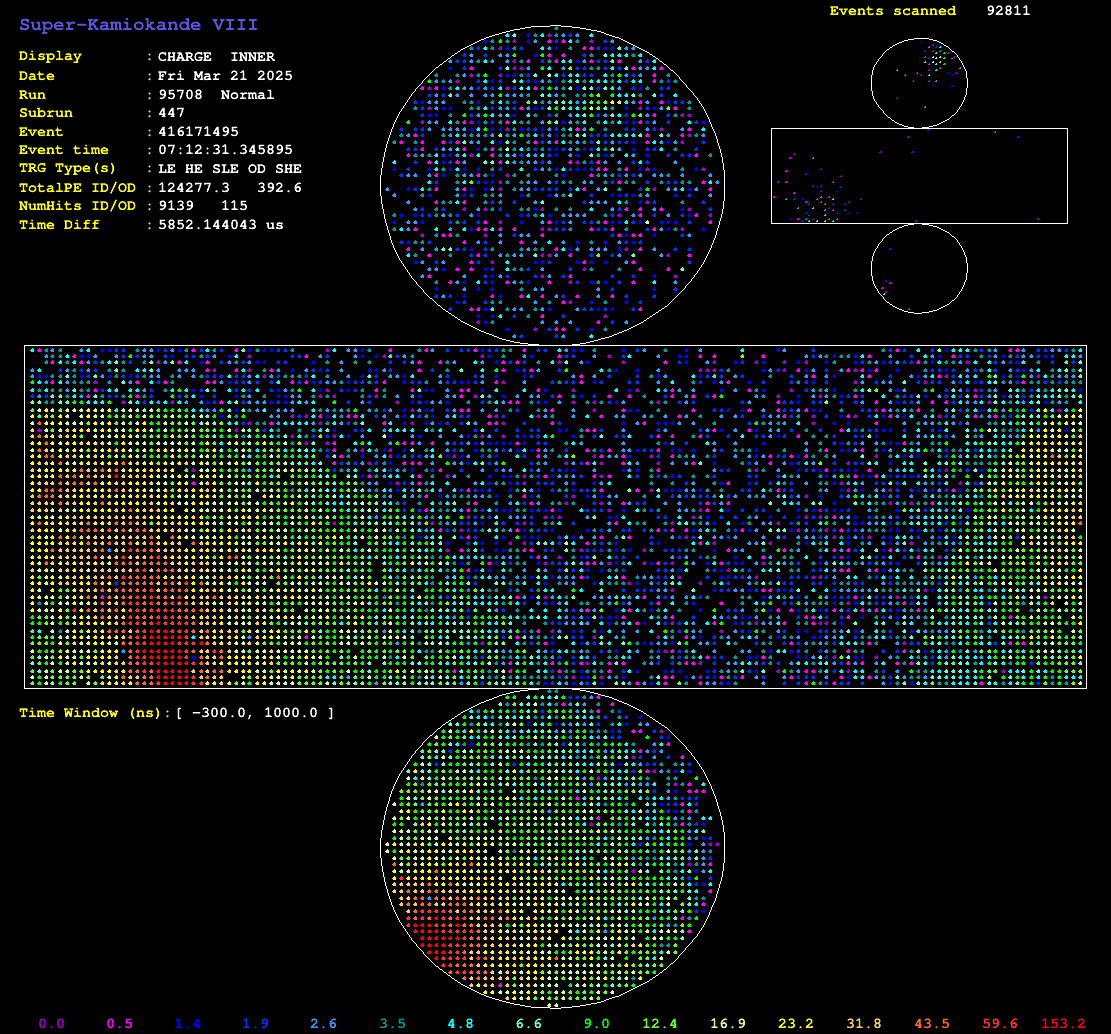 Super-Kamiokande VIII
Events scanned 92811
Display : CHARGE INNER
Date : Fri Mar 21 2025
Run : 95708 Normal
Subrun : 447
Event : 416171495
Event time : 07:12:31.345895
TRG Type(s) : LE HE SLE OD SHE
TotalPE ID/OD : 124277.3 392.6
NumHits ID/OD : 9139 115
Time Diff : 5852.144043 us
Time Window (ns): [ -300.0, 1000.0 ]
0.0 0.5 1.4 1.9 2.6 3.5 4.8 6.6 9.0 12.4 16.9 23.2 31.8 43.5 59.6 153.2